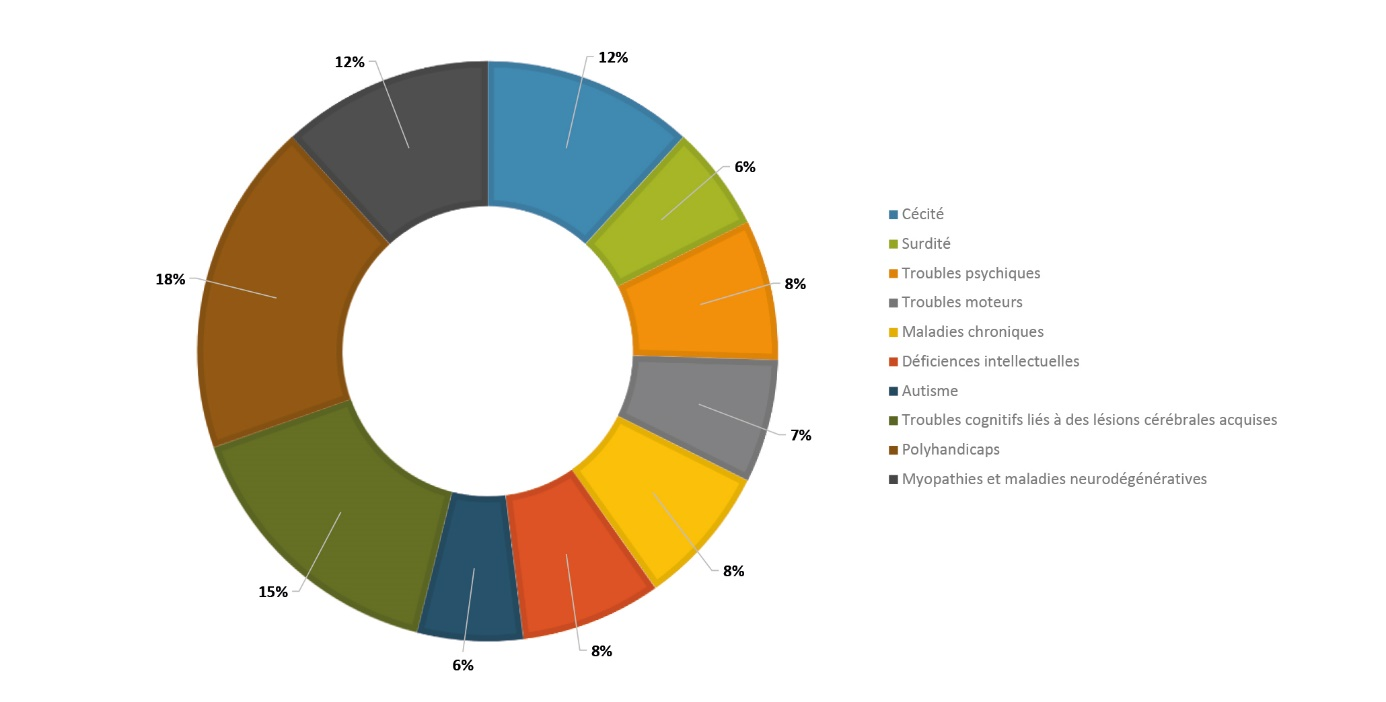 12%
12%
6%
18%
8%
7%
15%
8%
6%
8%
Cécité
Surdité
Troubles psychiques
Troubles moteurs
Maladies chroniques
Déficiences intellectuelles
Autisme
Troubles cognitifs liés à des lésions cérébrales acquises
Polyhandicaps
Myopathies et maladies neurodégénératives